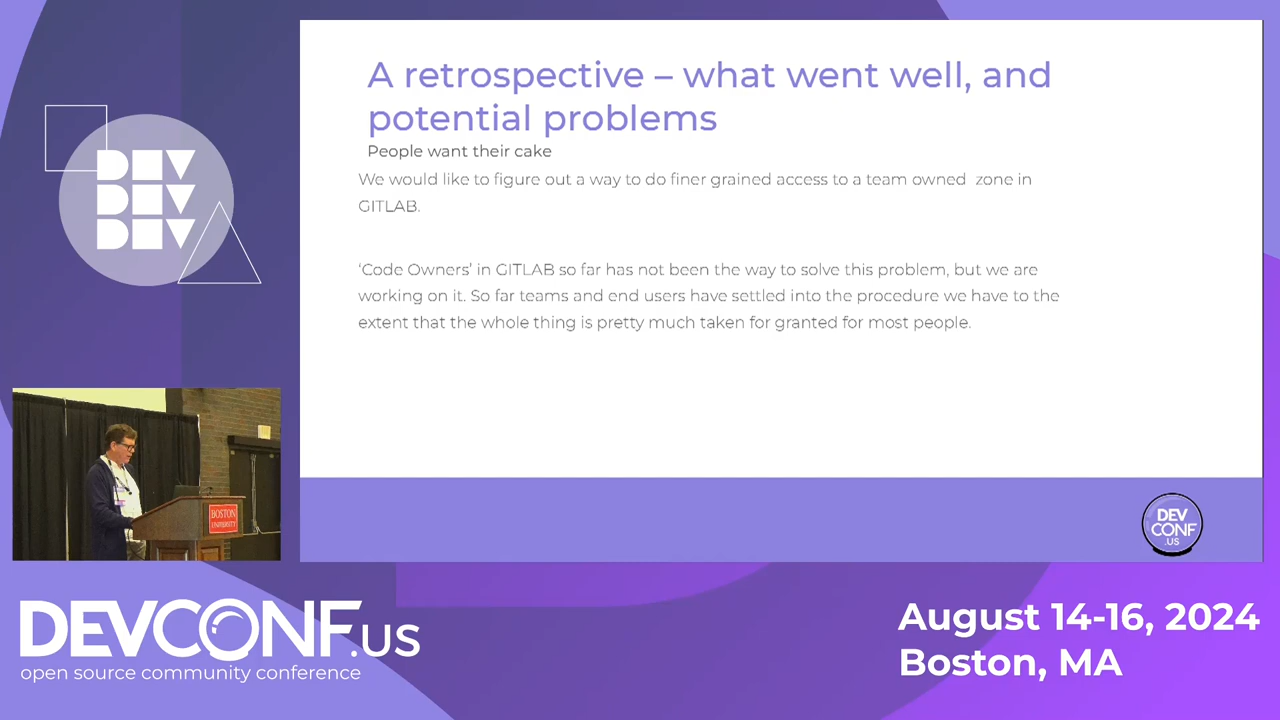 DEV
DEV
DEV
A retrospective – what went well, and
potential problems
People want their cake
We would like to figure out a way to do finer grained access to a team owned  zone in
GITLAB.
‘Code Owners’ in GITLAB so far has not been the way to solve this problem, but we are
working on it. So far teams and end users have settled into the procedure we have to the
extent that the whole thing is pretty much taken for granted for most people.
BOSTON
UNIVERSITY
DEV
CONF
.US
DEVCONF.US
open source community conference
August 14-16, 2024
Boston, MA